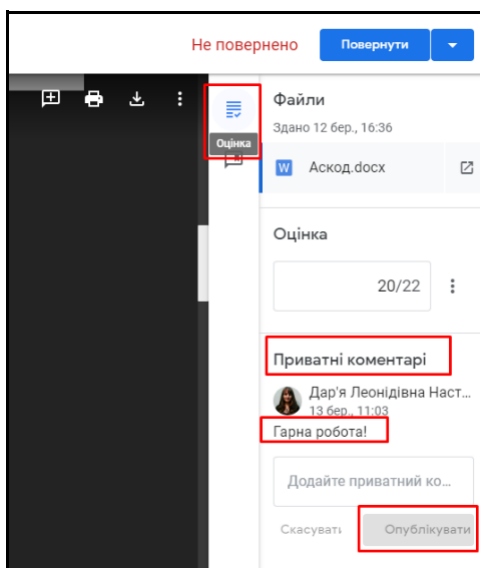 Не повернено
Повернути
Оцінка
Файли
Здано 12 бер., 16:36
W Аскод.docx
Оцінка
20/22
Приватні коментарі
Дар'я Леонідівна Наст...
13 бер., 11:03
Гарна робота!
Додайте приватний ко...
Скасувати Опублікувати